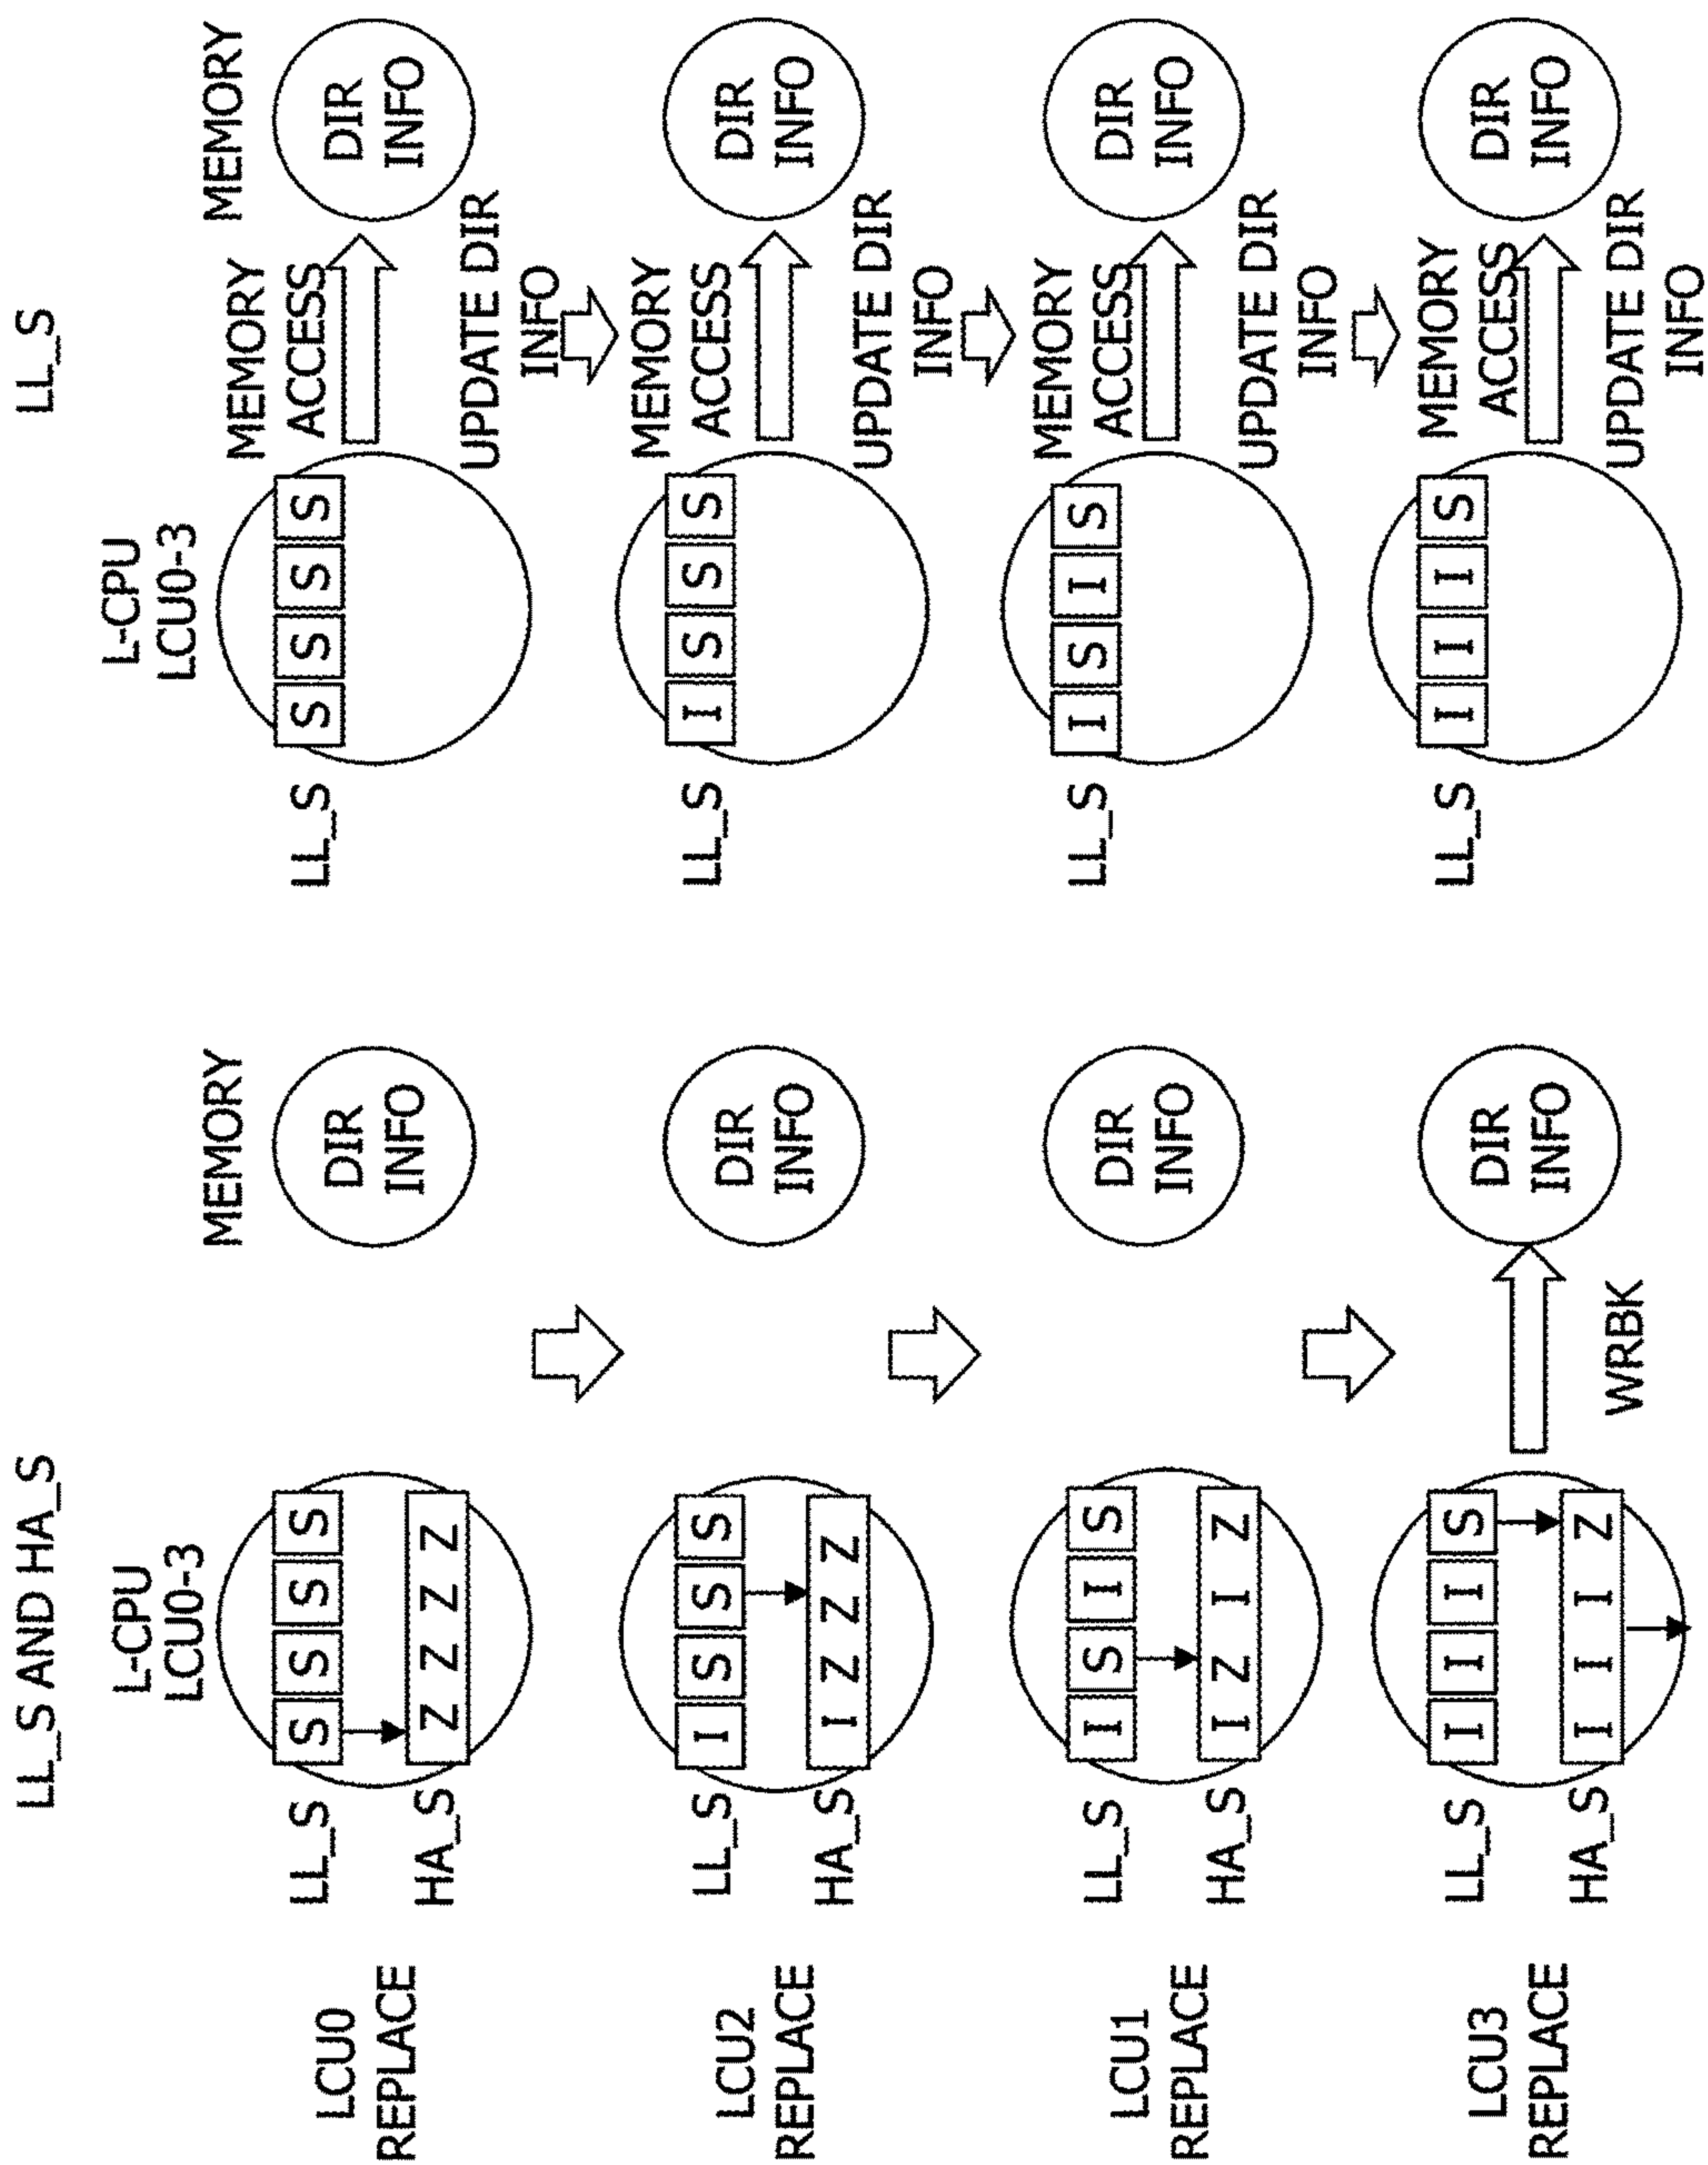 LL_S AND HA_S
LL_S
L-CPU
LCU0-3
MEMORY
L-CPU
LCU0-3
MEMORY
LCU0
REPLACE
LL_S
S S S S
HA_S
Z Z Z Z
DIR
INFO
LL_S
S S S S
MEMORY
ACCESS
UPDATE DIR
INFO
DIR
INFO
LCU2
REPLACE
LL_S
I S S S
HA_S
I Z Z Z
DIR
INFO
LL_S
I S S S
MEMORY
ACCESS
UPDATE DIR
INFO
DIR
INFO
LCU1
REPLACE
LL_S
I S I S
HA_S
I Z I Z
DIR
INFO
LL_S
I S I S
MEMORY
ACCESS
UPDATE DIR
INFO
DIR
INFO
LCU3
REPLACE
LL_S
I I I S
HA_S
I I I Z
WRBK
DIR
INFO
LL_S
I I I S
MEMORY
ACCESS
UPDATE DIR
INFO
DIR
INFO